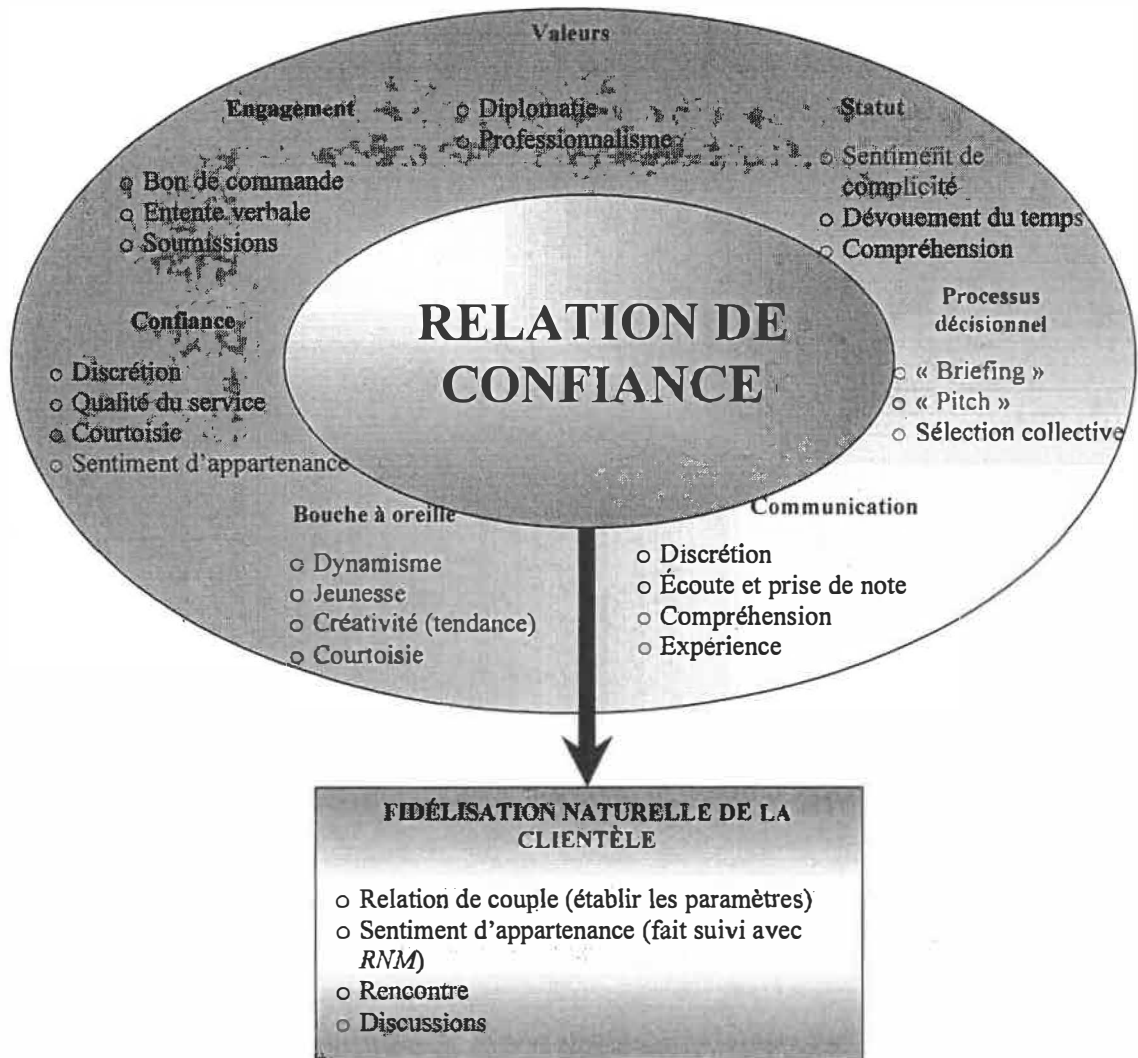 Valeurs
Engagement
o Diplomatie
o Professionnalisme
Statut
o Bon de commande
o Entente verbale
o Soumissions
o Sentiment de
complicité
o Dévouement du temps
o Compréhension
Confiance
o Discrétion
o Qualité du service
o Courtoisie
o Sentiment d'appartenance
RELATION DE
CONFIANCE
Processus
décisionnel
o « Briefing »
o « Pitch »
o Sélection collective
Bouche à oreille
o Dynamisme
o Jeunesse
o Créativité (tendance)
o Courtoisie
Communication
o Discrétion
o Écoute et prise de note
o Compréhension
o Expérience
FIDÉLISATION NATURELLE DE LA
CLIENTÈLE
o Relation de couple (établir les paramètres)
o Sentiment d'appartenance (fait suivi avec
RNM)
o Rencontre
o Discussions